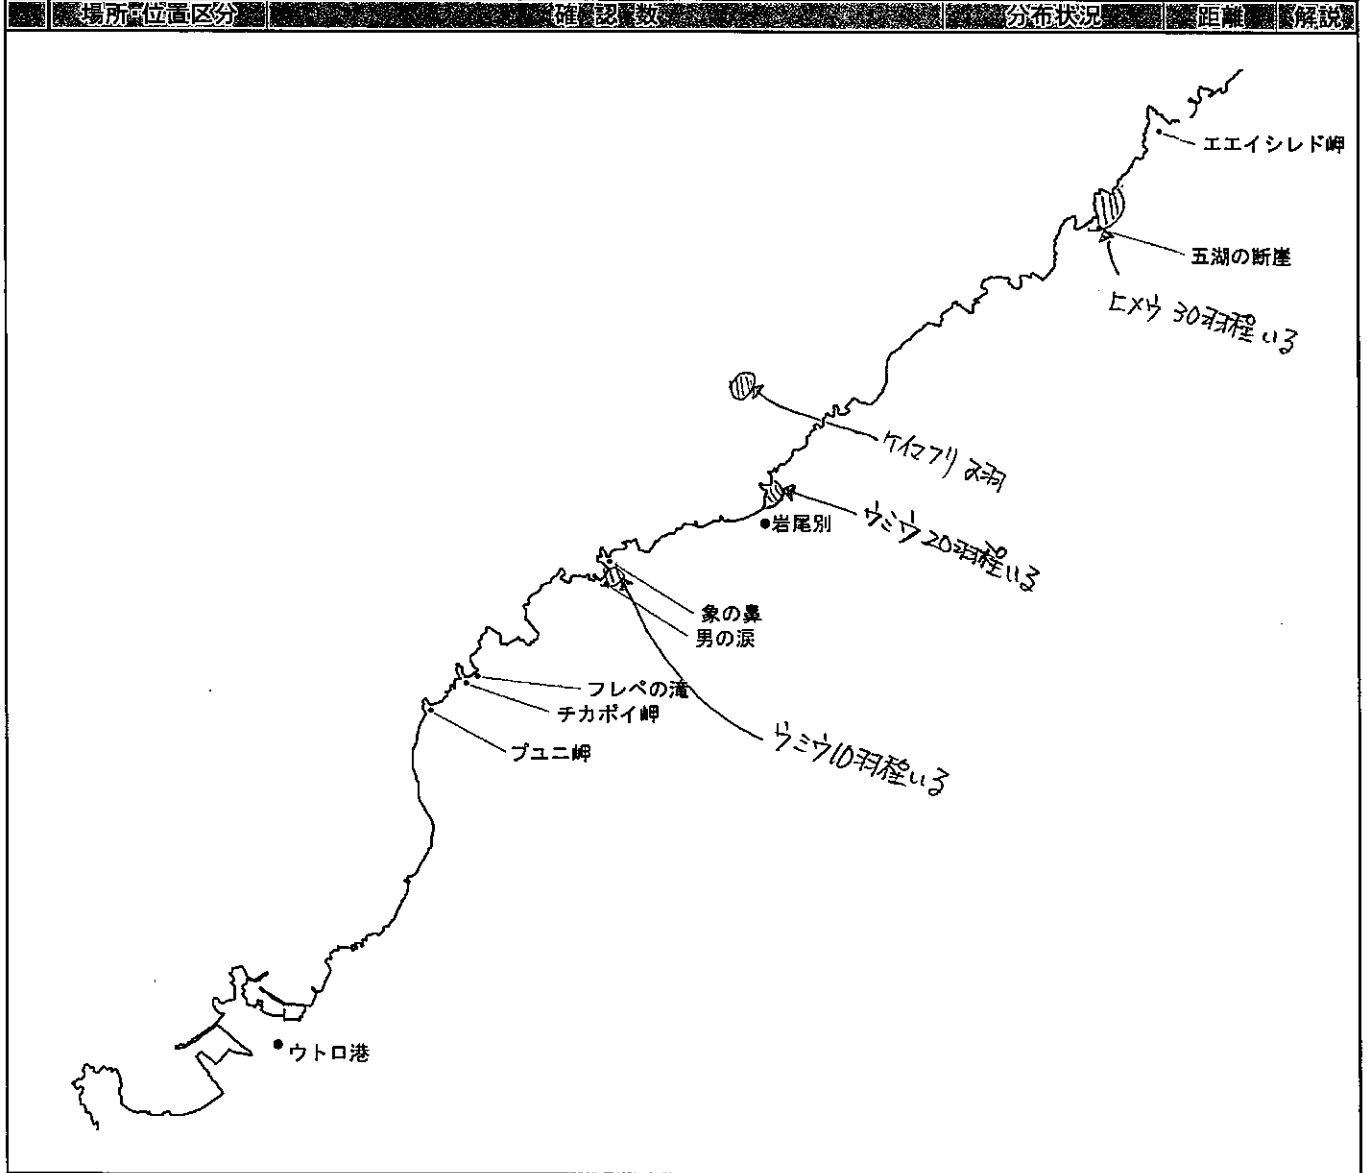 場所・位置区分 確認数 分布状況 距離 解説
エエイシレド岬
五湖の断崖
ヒメウ 30羽程いる
ケイマフリ 2羽
ウミウ 20羽程いる
岩尾別
象の鼻
男の涙
フレペの滝
チカポイ岬
ウミウ10羽程いる
プユニ岬
ウトロ港